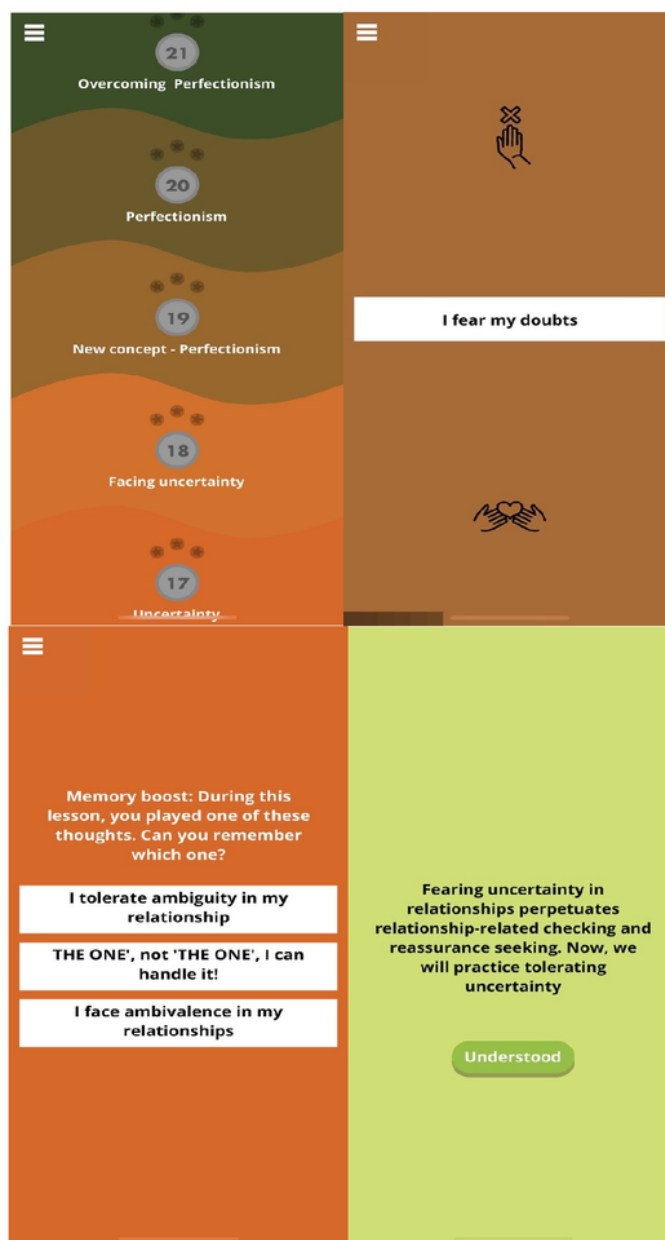 21
Overcoming  Perfectionism
20
Perfectionism
19
New concept - Perfectionism
18
Facing uncertainty
17
Uncertainty
I fear my doubts
Memory boost: During this
lesson, you played one of these
thoughts. Can you remember
which one?
I tolerate ambiguity in my
relationship
THE ONE', not 'THE ONE', I can
handle it!
I face ambivalence in my
relationships
Fearing uncertainty in
relationships perpetuates
relationship-related checking and
reassurance seeking. Now, we
will practice tolerating
uncertainty
Understood